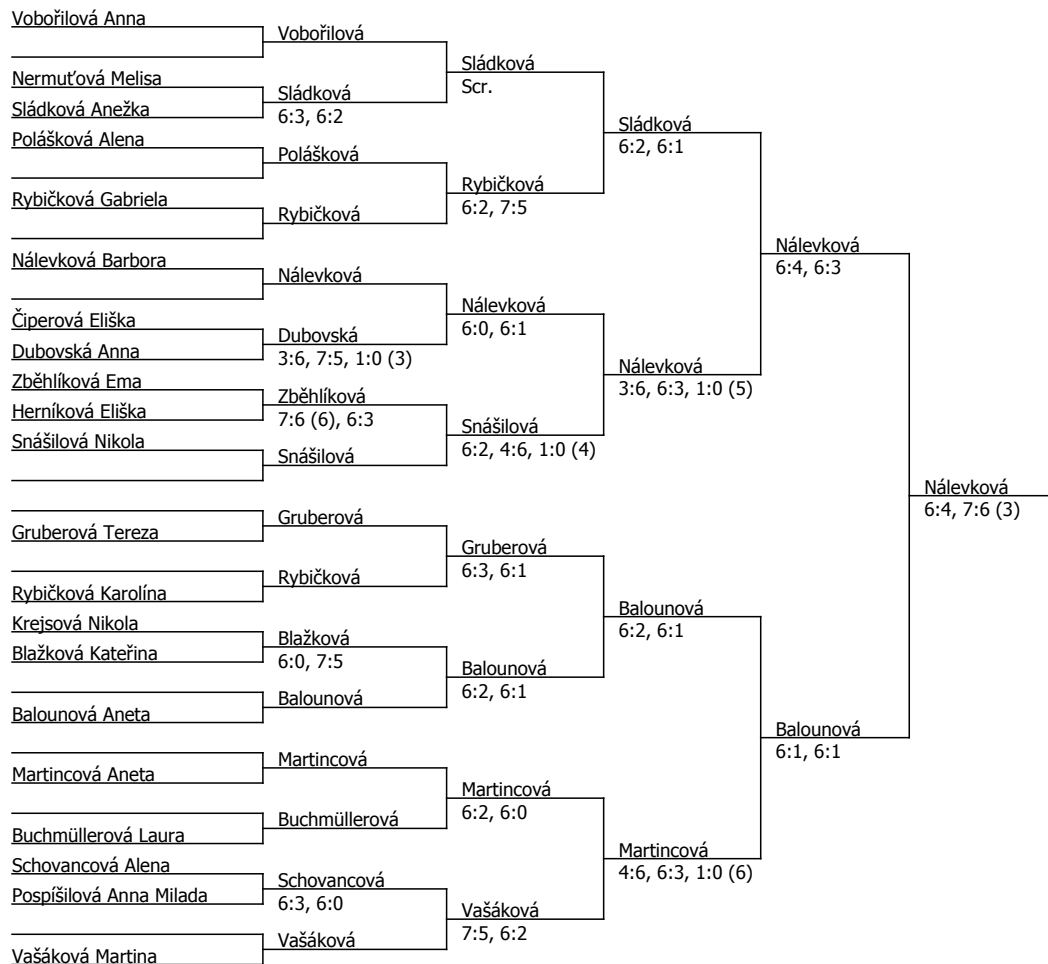 Vobořilová Anna
Vobořilová
Sládková
Scr.
Nermuťová Melisa
Sládková
6:3, 6:2
Sládková Anežka
Sládková
6:2, 6:1
Polášková Alena
Polášková
Rybičková
6:2, 7:5
Rybičková Gabriela
Rybičková
Nálevková
6:4, 6:3
Nálevková Barbora
Nálevková
Nálevková
6:0, 6:1
Čiperová Eliška
Dubovská
3:6, 7:5, 1:0 (3)
Dubovská Anna
Nálevková
3:6, 6:3, 1:0 (5)
Zběhlíková Ema
Zběhlíková
7:6 (6), 6:3
Herníková Eliška
Snášilová
6:2, 4:6, 1:0 (4)
Snášilová Nikola
Snášilová
Nálevková
6:4, 7:6 (3)
Gruberová
Gruberová Tereza
Gruberová
6:3, 6:1
Rybičková
Rybičková Karolína
Balounová
6:2, 6:1
Krejsová Nikola
Blažková
6:0, 7:5
Blažková Kateřina
Balounová
6:2, 6:1
Balounová
Balounová Aneta
Balounová
6:1, 6:1
Martincová
Martincová Aneta
Martincová
6:2, 6:0
Buchmüllerová
Buchmüllerová Laura
Martincová
4:6, 6:3, 1:0 (6)
Schovancová Alena
Schovancová
6:3, 6:0
Pospíšilová Anna Milada
Vašáková
7:5, 6:2
Vašáková
Vašáková Martina